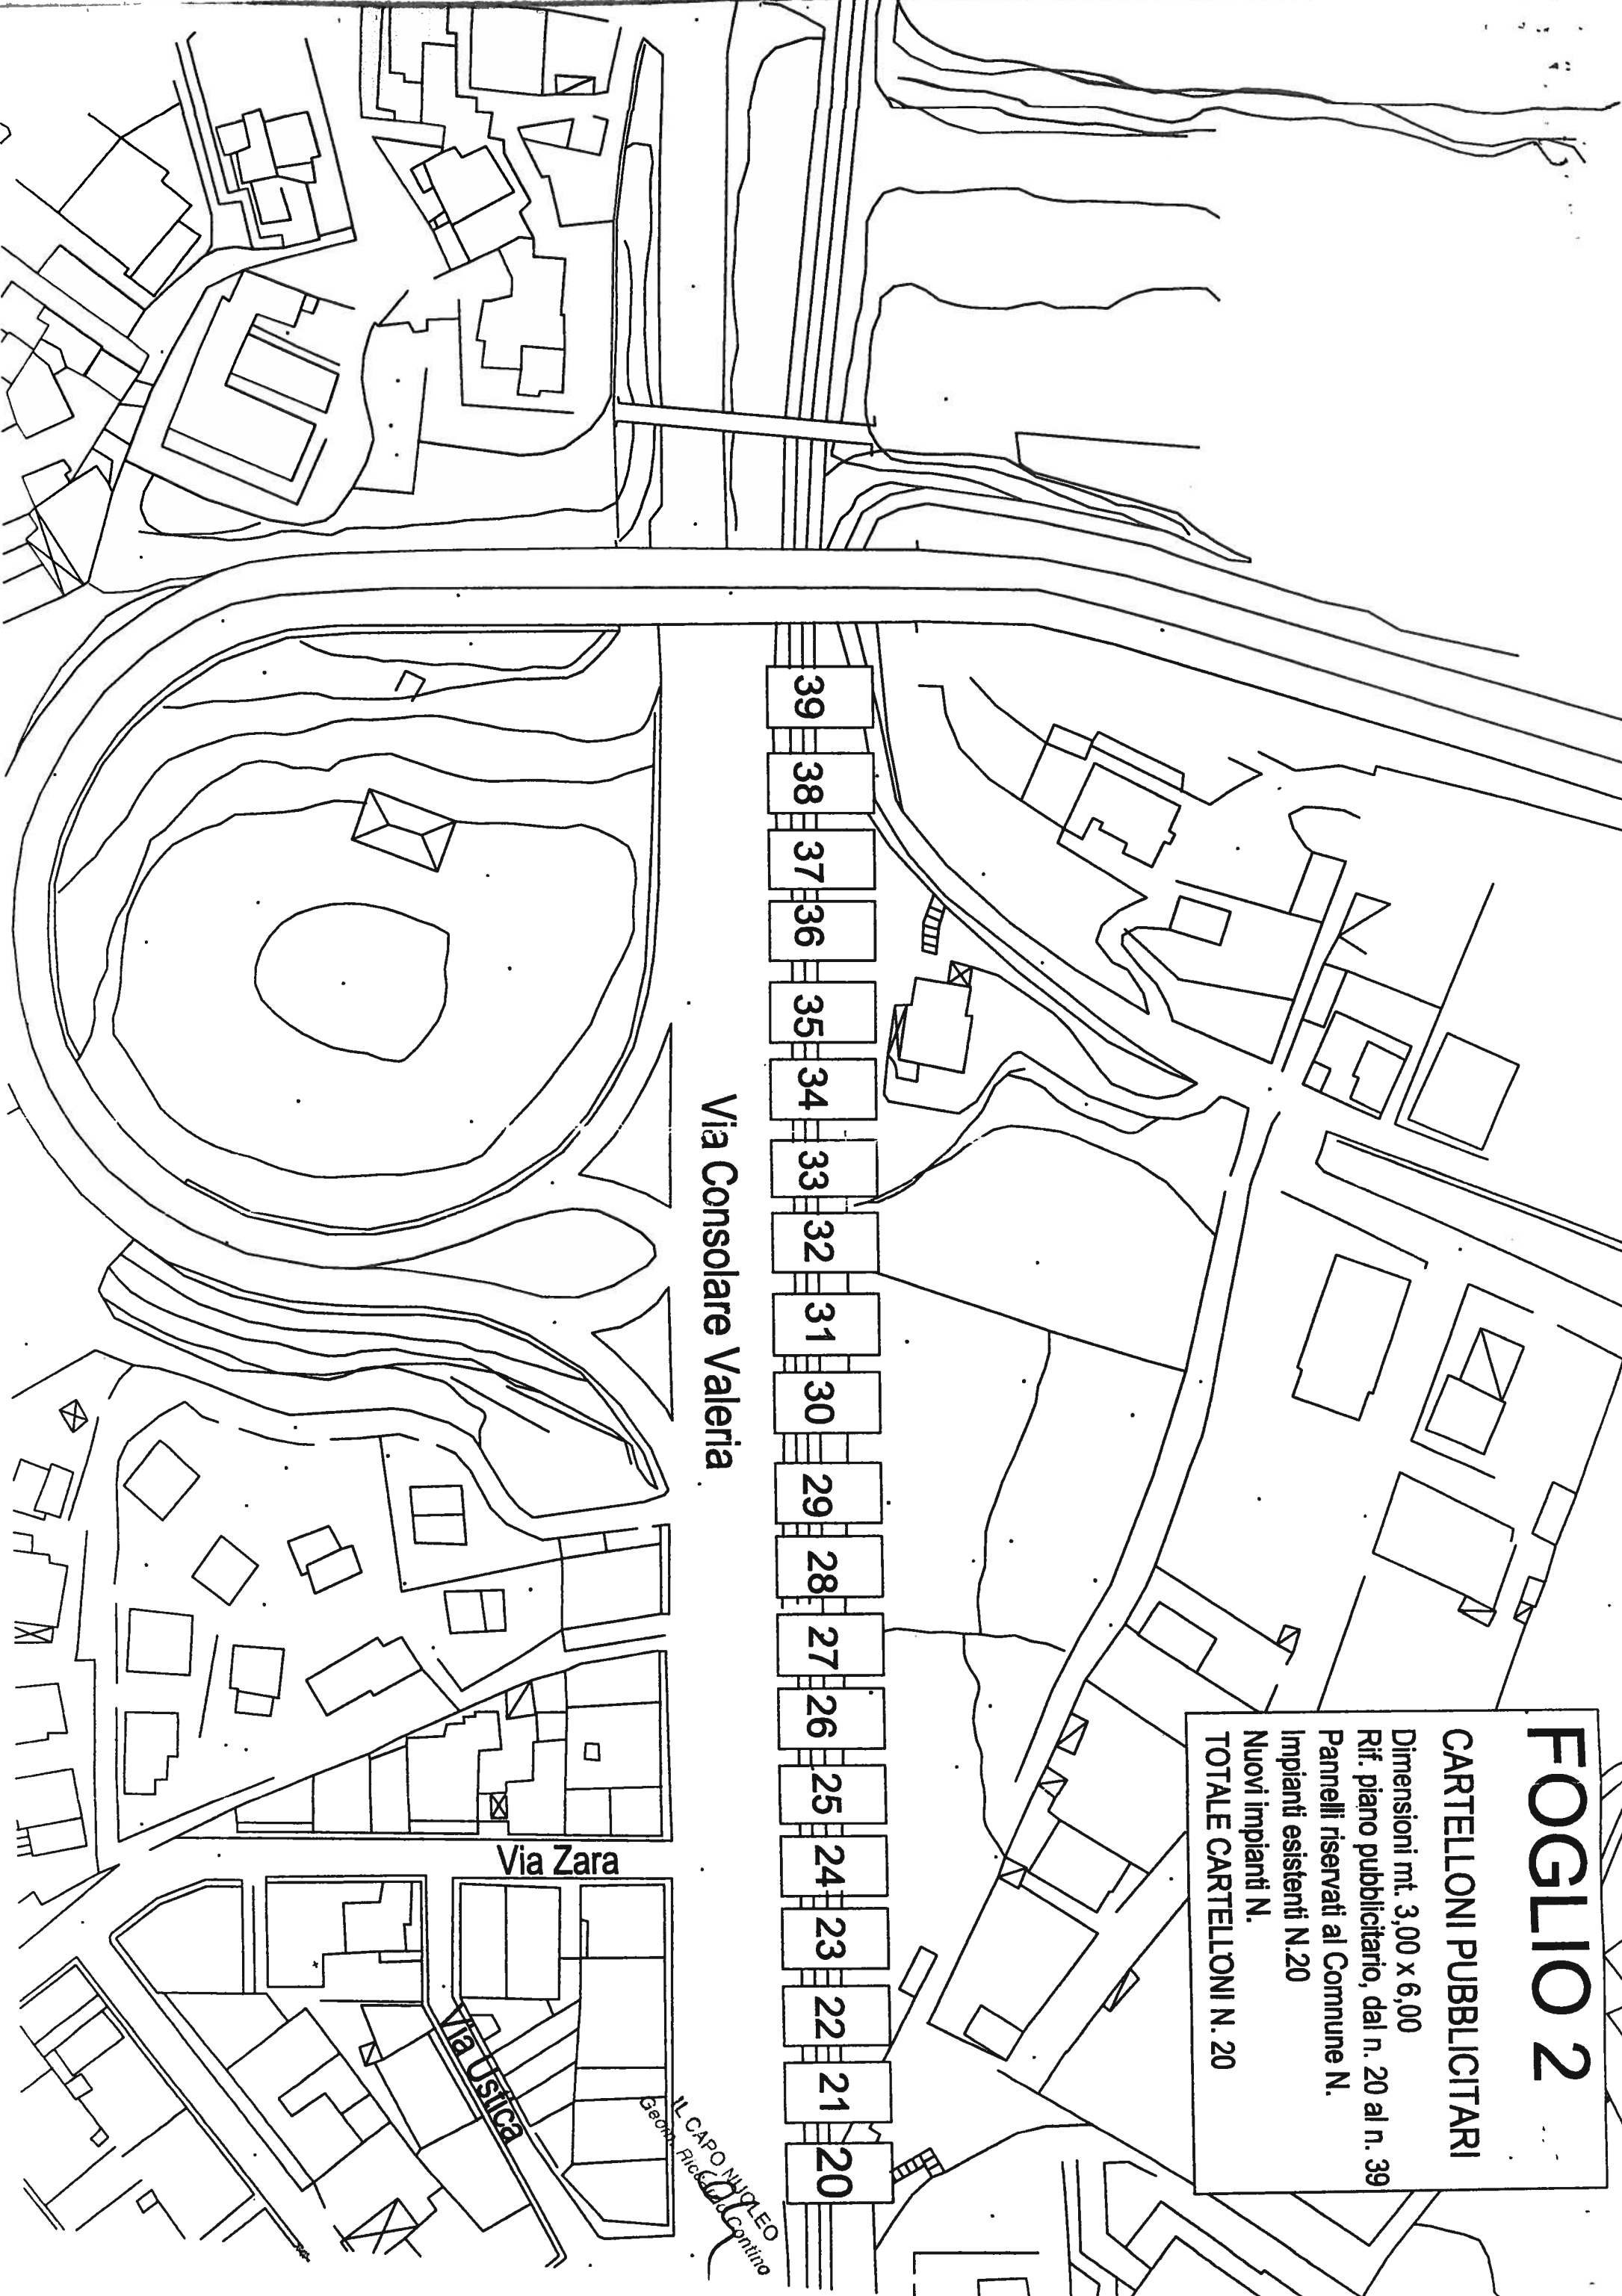 FOGLIO 2
CARTELLONI PUBBLICITARI
Dimensioni mt. 3,00 x 6,00
Rif. piano pubblicitario, dal n. 20 al n. 39
Pannelli riservati al Commune N.
Impianti esistenti N.20
Nuovi impianti N.
TOTALE CARTELLONI N. 20
39
38
37
36
35
34
33
32
31
30
29
28
27
26
25
24
23
22
21
20
Via Consolare Valeria
Via Zara
Via Ustica
IL CAPO NUCLEO
Geom. Contino